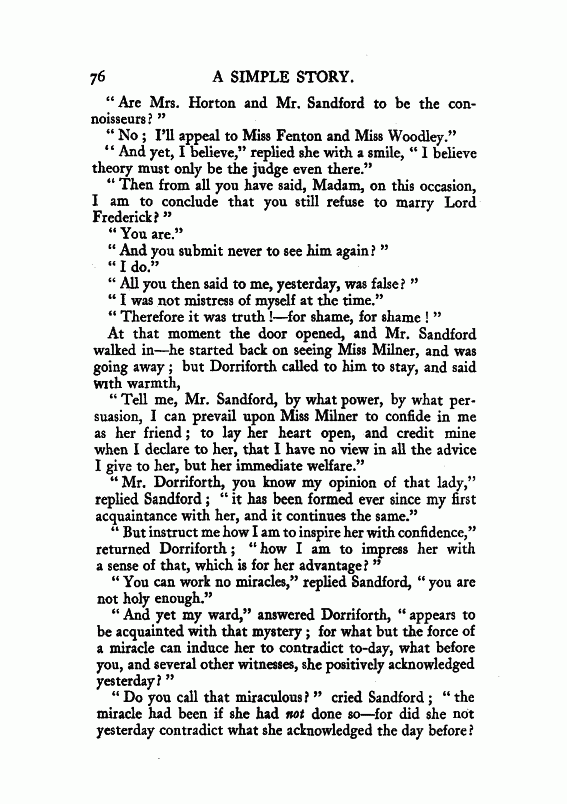 76 A SIMPLE STORY.
“ Are Mrs. Horton and Mr. Sandford to be the con-
noisseurs? ”
“ No ; I’ll appeal to Miss Fenton and Miss Woodley.”
“ And yet, I believe,” replied she with a smile, “ I believe
theory must only be the judge even there.”
“ Then from all you have said, Madam, on this occasion,
I am to conclude that you still refuse to marry Lord
Frederick? ”
“ You are.”
“ And you submit never to see him again? ”
“ I do.”
“ All you then said to me, yesterday, was false? ”
“ I was not mistress of myself at the time.”
“ Therefore it was truth !—for shame, for shame ! ”
At that moment the door opened, and Mr. Sandford
walked in—he started back on seeing Miss Milner, and was
going away ; but Dorriforth called to him to stay, and said
with warmth,
“ Tell me, Mr. Sandford, by what power, by what per-
suasion, I can prevail upon Miss Milner to confide in me
as her friend ; to lay her heart open, and credit mine
when I declare to her, that I have no view in all the advice
I give to her, but her immediate welfare.”
“ Mr. Dorriforth, you know my opinion of that lady,”
replied Sandford ; “ it has been formed ever since my first
acquaintance with her, and it continues the same.”
“ But instruct me how I am to inspire her with confidence,”
returned Dorriforth ; “ how I am to impress her with
a sense of that, which is for her advantage? ”
“ You can work no miracles,” replied Sandford, “ you are
not holy enough.”
“ And yet my ward,” answered Dorriforth, “ appears to
be acquainted with that mystery ; for what but the force of
a miracle can induce her to contradict to-day, what before
you, and several other witnesses, she positively acknowledged
yesterday? ”
“ Do you call that miraculous? ” cried Sandford ; “ the
miracle had been if she had not done so—for did she not
yesterday contradict what she acknowledged the day before?